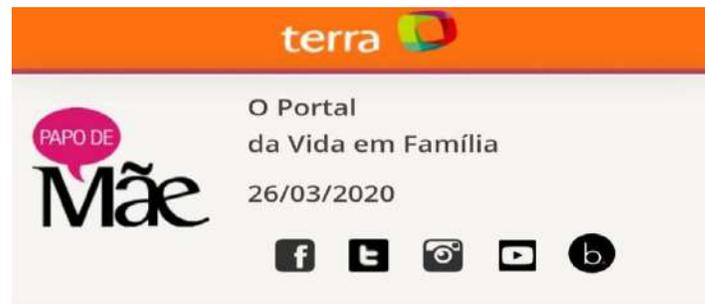 terra
PAPO DE
Mãe
O Portal
da Vida em Família
26/03/2020
f t b.